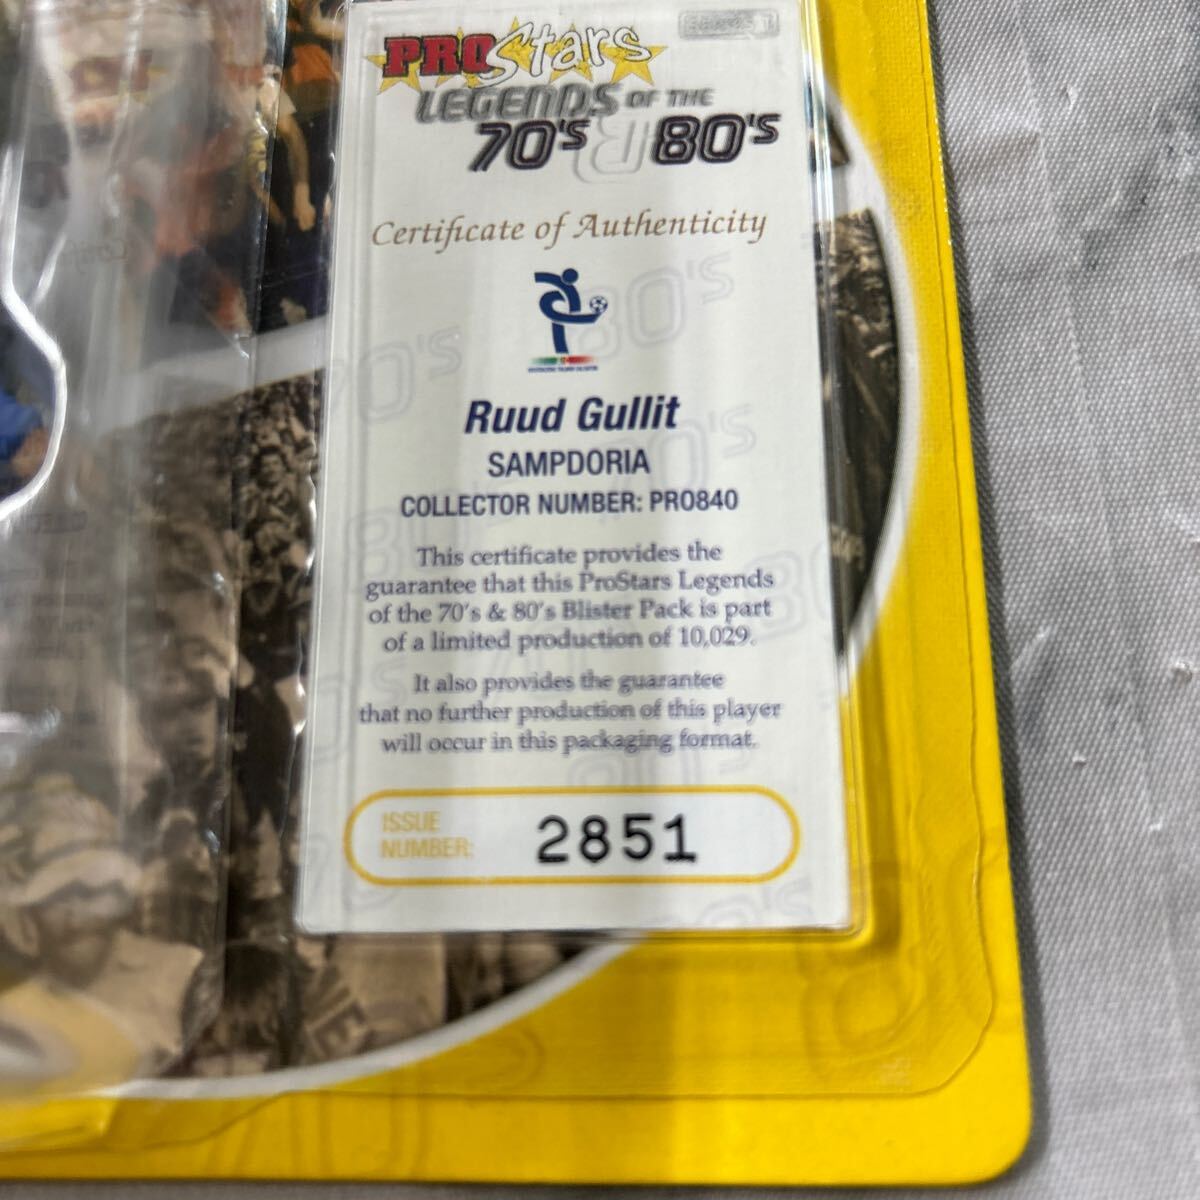 PRO Stars
LEGENDS OF THE
70's & 80's
Certificate of Authenticity
Ruud Gullit
SAMPDORIA
COLLECTOR NUMBER: PRO840
This certificate provides the
guarantee that this ProStars Legends
of the 70's & 80's Blister Pack is part
of a limited production of 10,029.
It also provides the guarantee
that no further production of this player
will occur in this packaging format.
ISSUE
NUMBER:
2851